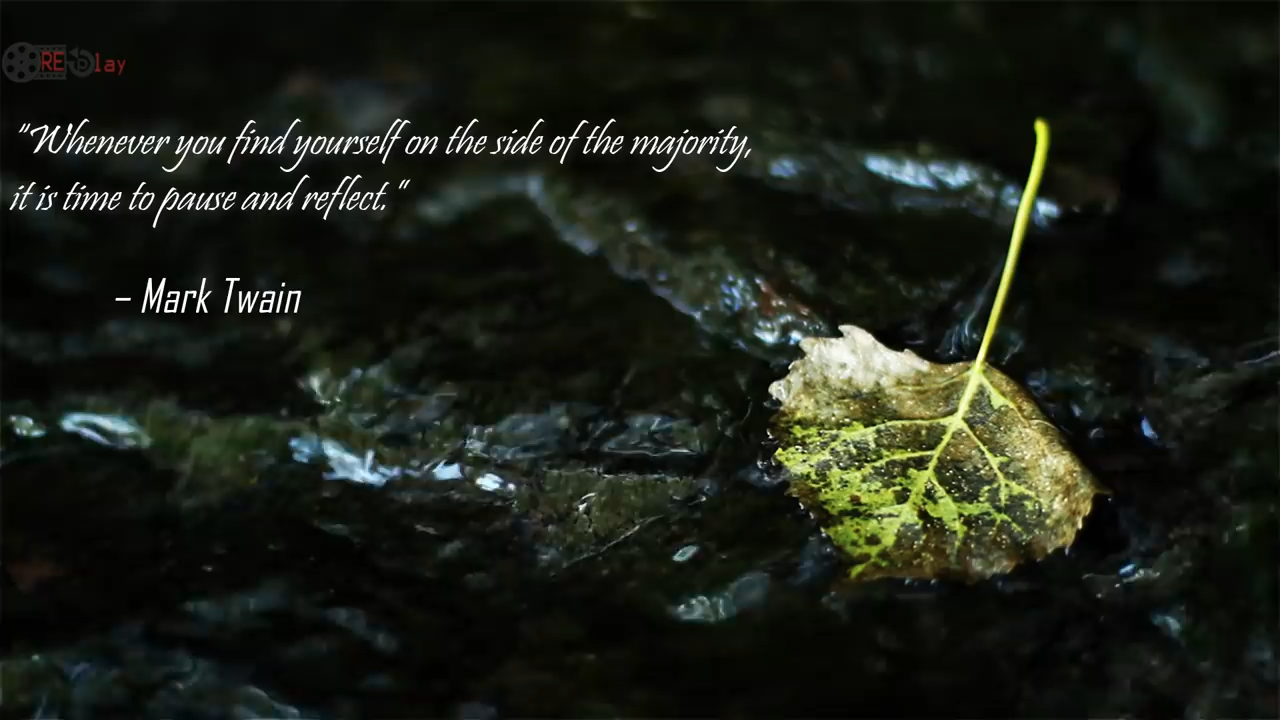 REplay
"Whenever you find yourself on the side of the majority,
it is time to pause and reflect."
– Mark Twain